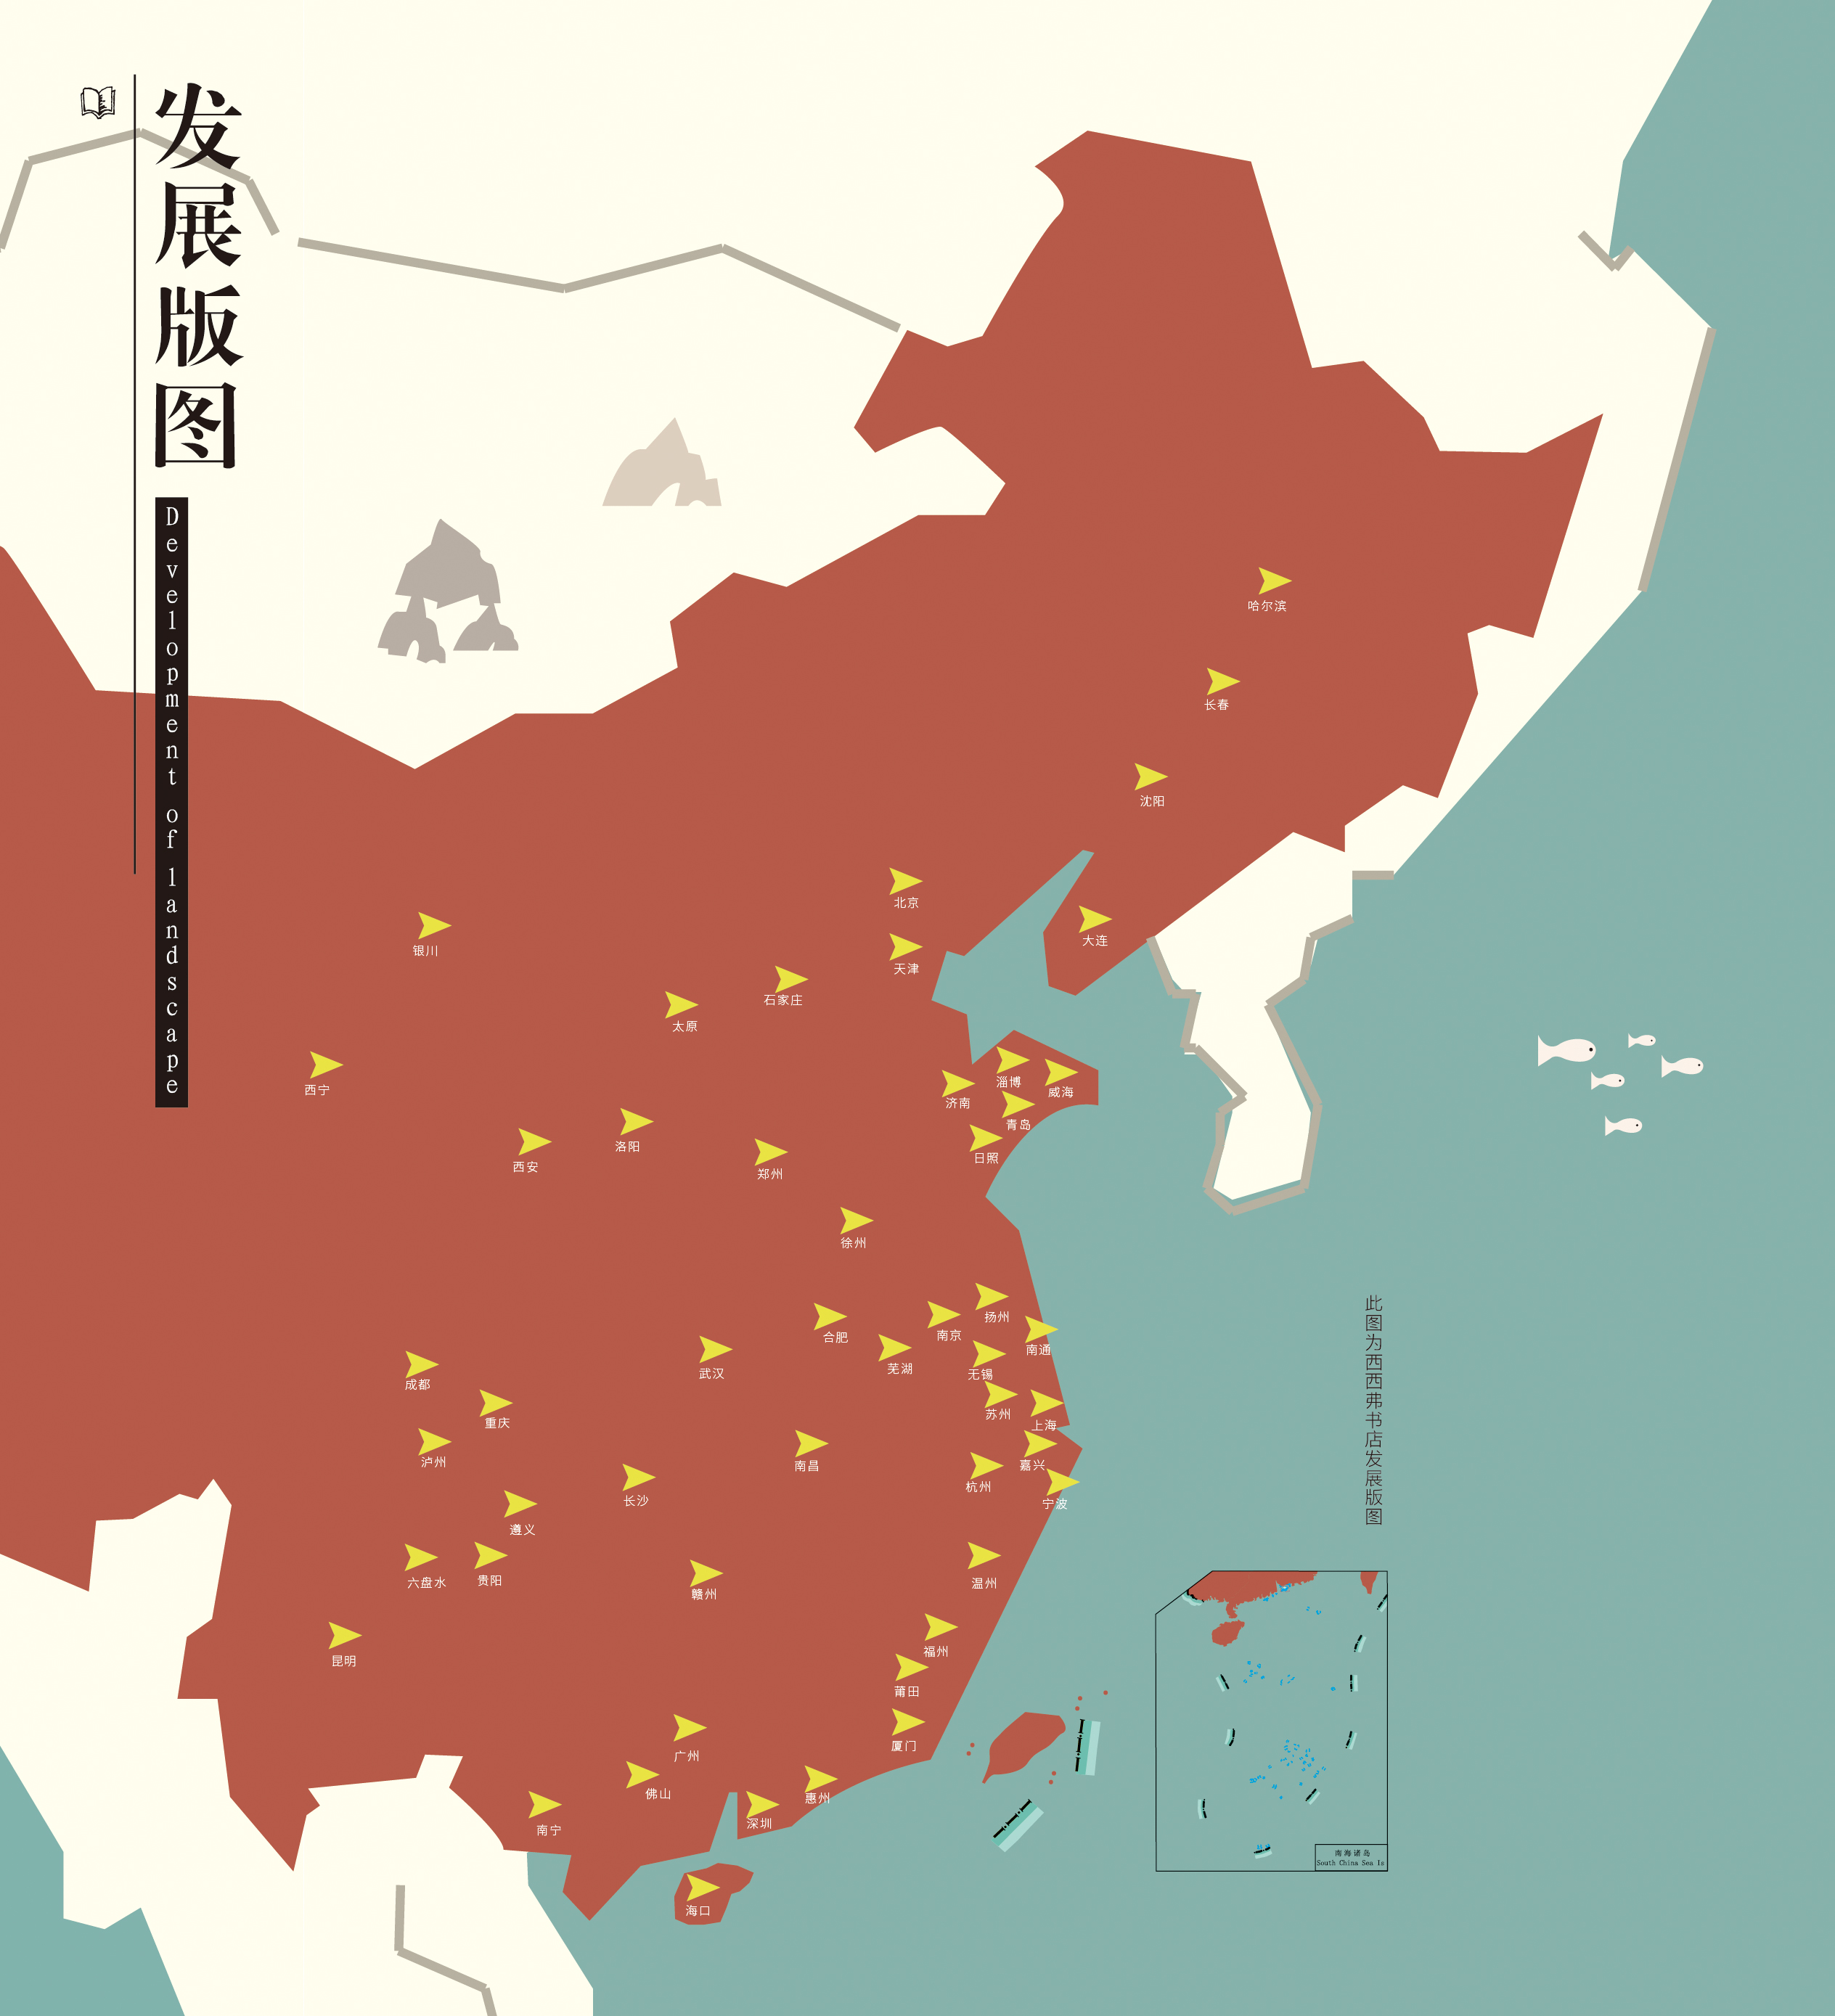 发展版图
Development of landscape
哈尔滨
长春
沈阳
北京
大连
银川
天津
石家庄
太原
淄博
威海
西宁
济南
青岛
洛阳
日照
西安
郑州
徐州
扬州
南京
合肥
南通
芜湖
无锡
武汉
成都
苏州
重庆
上海
泸州
南昌
嘉兴
杭州
长沙
宁波
遵义
六盘水
贵阳
温州
赣州
福州
昆明
莆田
厦门
广州
佛山
惠州
深圳
南宁
海口
此图为西西弗书店发展版图
南海诸岛
South China Sea Is